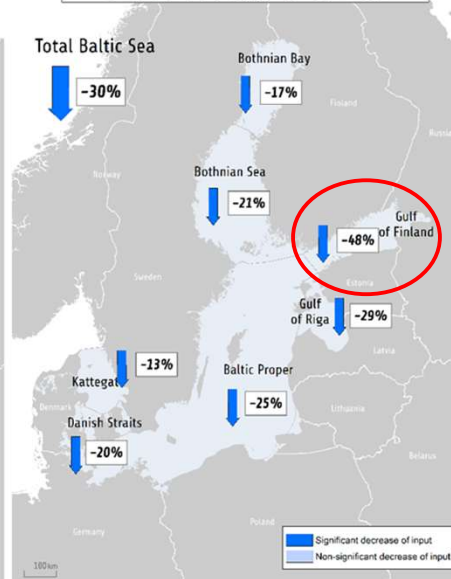 Total Baltic Sea
-30%
Bothnian Bay
-17%
Finland
Russia
Norway
Bothnian Sea
-21%
Gulf
of Finland
-48%
Sweden
Estonia
Gulf
of Riga
-29%
Latvia
-13%
Kattegat
Baltic Proper
-25%
Denmark
Danish Straits
-20%
Lithuania
Belarus
Germany
Poland
Significant decrease of input
Non-significant decrease of input
100 km